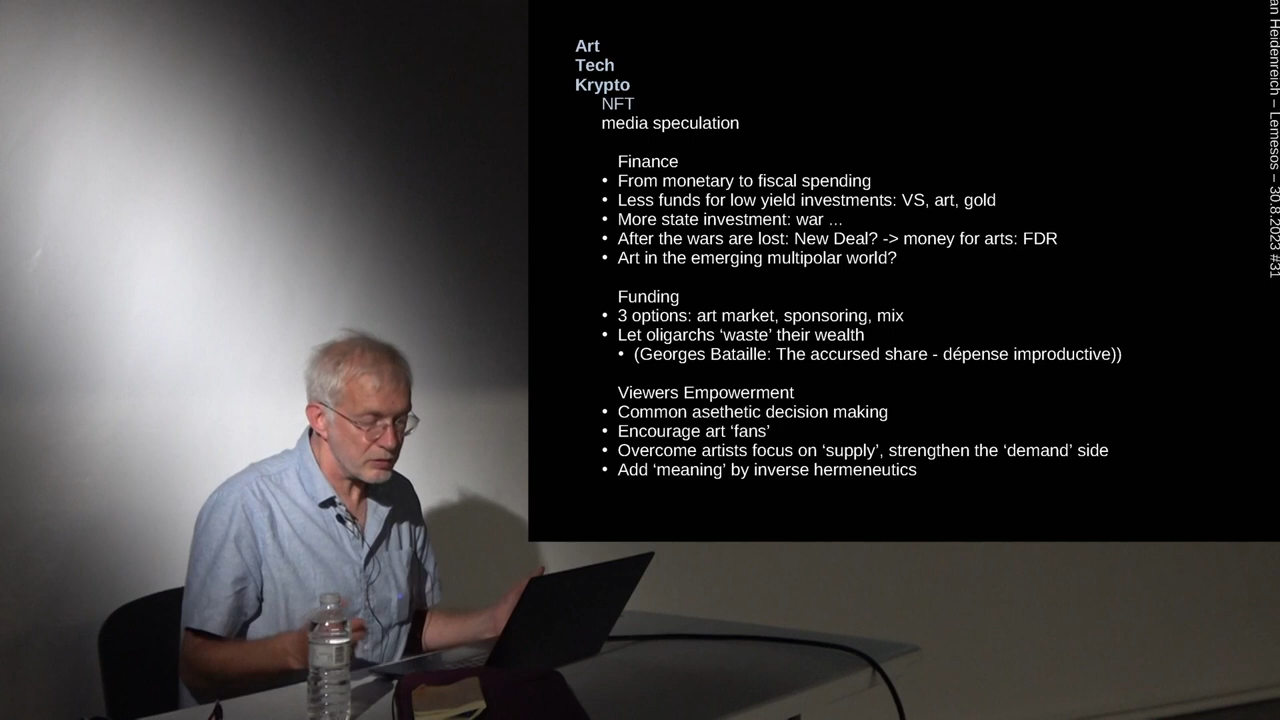 Art
Tech
Krypto
NFT
media speculation
Finance
• From monetary to fiscal spending
• Less funds for low yield investments: VS, art, gold
• More state investment: war ...
• After the wars are lost: New Deal? -> money for arts: FDR
• Art in the emerging multipolar world?
Funding
• 3 options: art market, sponsoring, mix
• Let oligarchs ‘waste’ their wealth
• (Georges Bataille: The accursed share - dépense improductive))
Viewers Empowerment
• Common asethetic decision making
• Encourage art ‘fans’
• Overcome artists focus on ‘supply’, strengthen the ‘demand’ side
• Add ‘meaning’ by inverse hermeneutics
an Heidenreich – Lemesos – 30.8.2023 #31